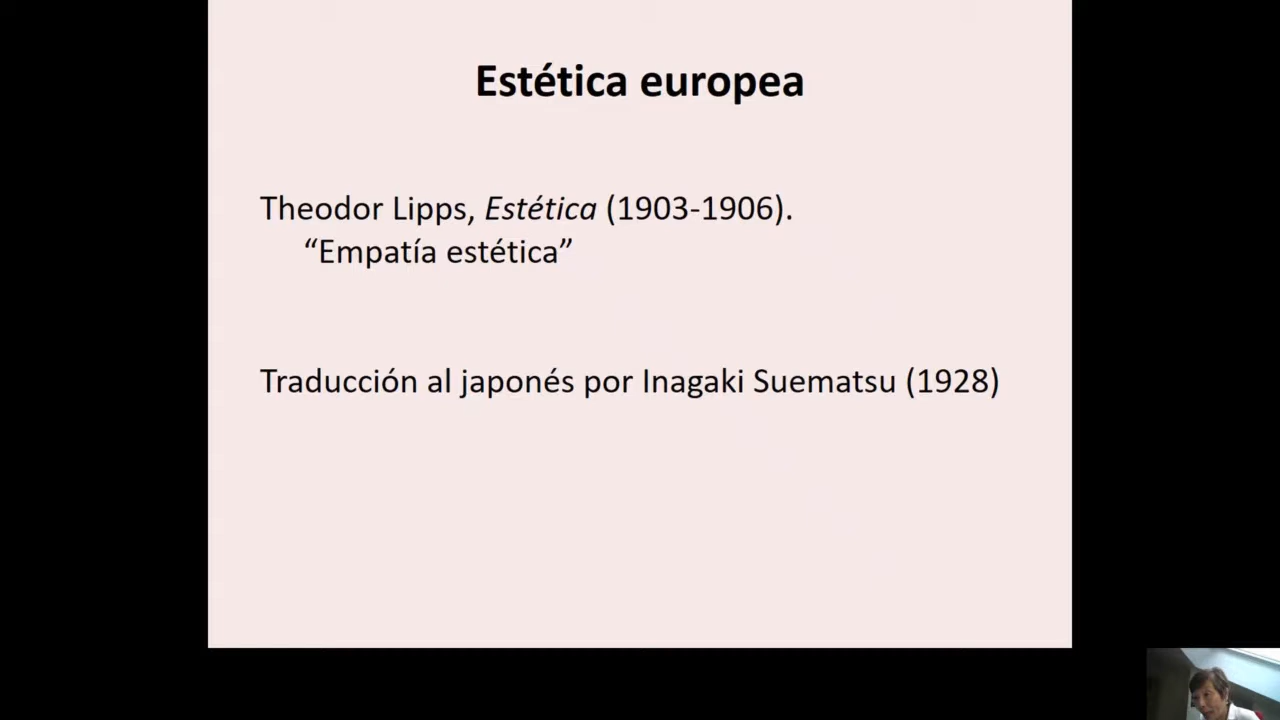 Estética europea
Theodor Lipps, Estética (1903-1906).
“Empatía estética”
Traducción al japonés por Inagaki Suematsu (1928)